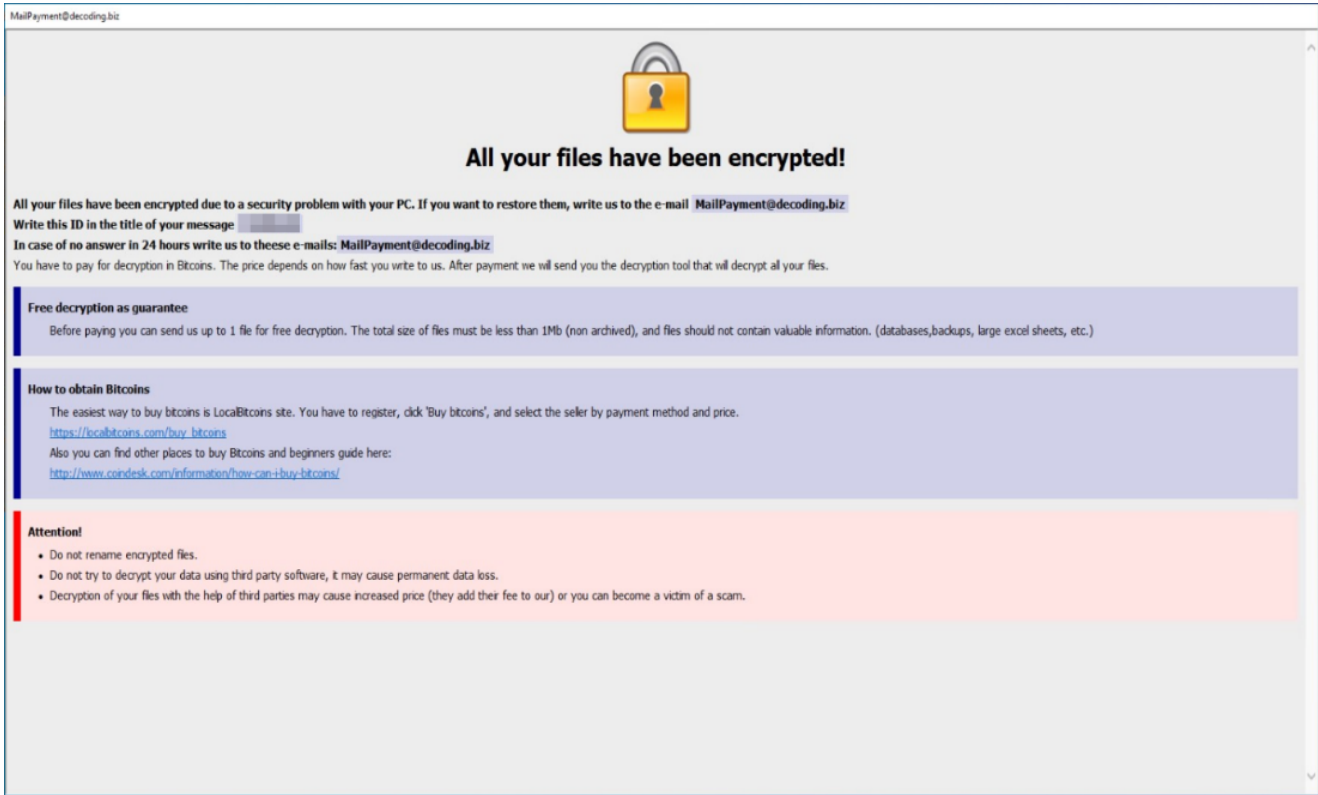 MailPayment@decoding.biz
All your files have been encrypted!
All your files have been encrypted due to a security problem with your PC. If you want to restore them, write us to the e-mail MailPayment@decoding.biz
Write this ID in the title of your message
In case of no answer in 24 hours write us to theese e-mails: MailPayment@decoding.biz
You have to pay for decryption in Bitcoins. The price depends on how fast you write to us. After payment we will send you the decryption tool that will decrypt all your files.
Free decryption as guarantee
Before paying you can send us up to 1 file for free decryption. The total size of files must be less than 1Mb (non archived), and files should not contain valuable information. (databases,backups, large excel sheets, etc.)
How to obtain Bitcoins
The easiest way to buy bitcoins is LocalBitcoins site. You have to register, click 'Buy bitcoins', and select the seller by payment method and price.
https://localbitcoins.com/buy_bitcoins
Also you can find other places to buy Bitcoins and beginners guide here:
http://www.coindesk.com/information/how-can-i-buy-bitcoins/
Attention!
• Do not rename encrypted files.
• Do not try to decrypt your data using third party software, it may cause permanent data loss.
• Decryption of your files with the help of third parties may cause increased price (they add their fee to our) or you can become a victim of a scam.